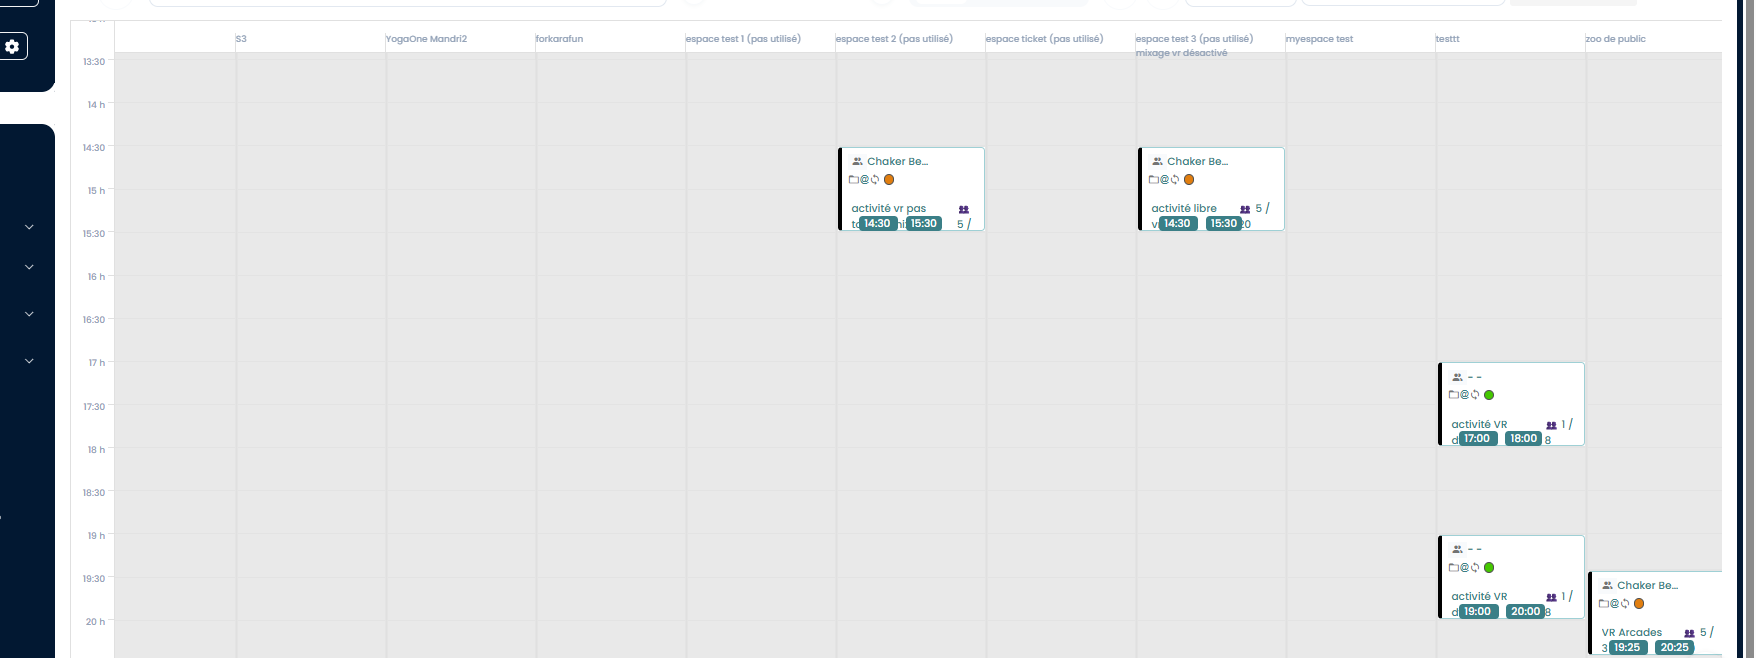 S3
YogaOne Mandri2
forkarafun
espace test 1 (pas utilisé)
espace test 2 (pas utilisé)
espace ticket (pas utilisé)
espace test 3 (pas utilisé)
mixage vr désactivé
myespace test
testtt
zoo de public
13:30
14 h
14:30
15 h
15:30
16 h
16:30
17 h
17:30
18 h
18:30
19 h
19:30
20 h
Chaker Be...
@
activité vr pas
14:30 15:30 5 /
Chaker Be...
@
activité libre 5 /
14:30 15:30 20
- -
@
activité VR 1 /
d 17:00 18:00 8
- -
@
activité VR 1 /
d 19:00 20:00 8
Chaker Be...
@
VR Arcades 5 /
3 19:25 20:25